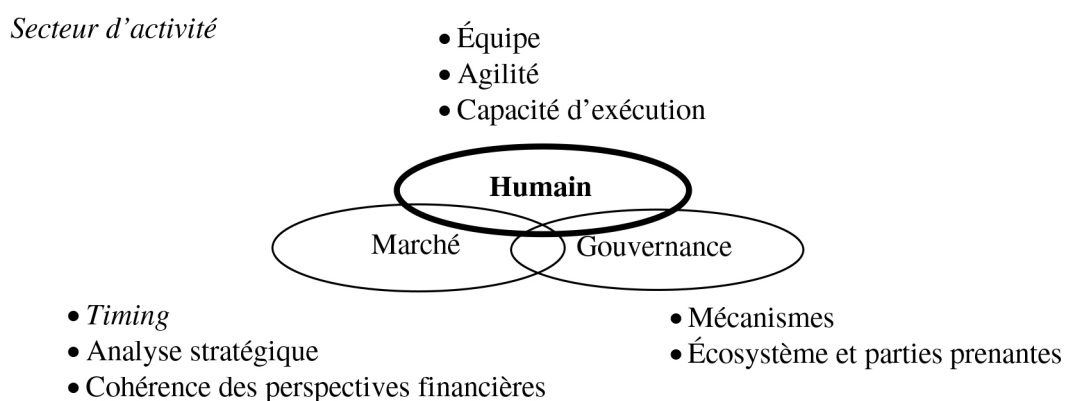 Secteur d’activité
• Équipe
• Agilité
• Capacité d’exécution
Humain
Marché
Gouvernance
• Timing
• Analyse stratégique
• Cohérence des perspectives financières
• Mécanismes
• Écosystème et parties prenantes